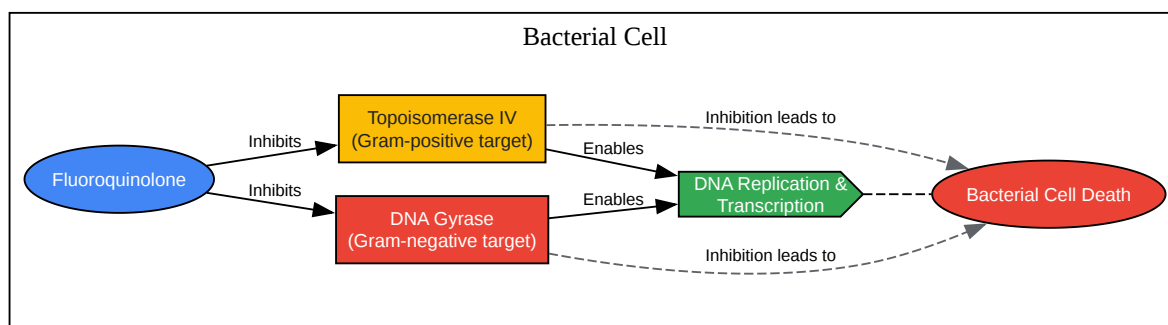 Bacterial Cell
Fluoroquinolone
Inhibits
Inhibits
Topoisomerase IV
(Gram-positive target)
DNA Gyrase
(Gram-negative target)
Enables
Enables
DNA Replication &
Transcription
Inhibition leads to
Inhibition leads to
Bacterial Cell Death